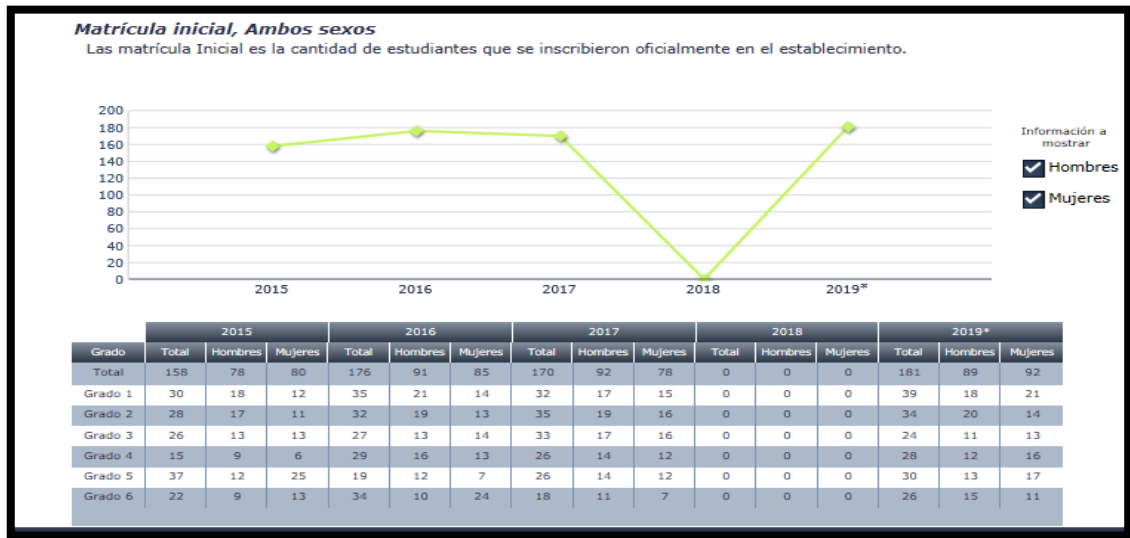 Matrícula inicial, Ambos sexos
Las matrícula Inicial es la cantidad de estudiantes que se inscribieron oficialmente en el establecimiento.
200
180
160
140
120
100
80
60
40
20
0
2015 2016 2017 2018 2019*
Información a
mostrar
Hombres
Mujeres
2015 2016 2017 2018 2019*
Grado Total Hombres Mujeres Total Hombres Mujeres Total Hombres Mujeres Total Hombres Mujeres Total Hombres Mujeres
Total 158 78 80 176 91 85 170 92 78 0 0 0 181 89 92
Grado 1 30 18 12 35 21 14 32 17 15 0 0 0 39 18 21
Grado 2 28 17 11 32 19 13 35 19 16 0 0 0 34 20 14
Grado 3 26 13 13 27 13 14 33 17 16 0 0 0 24 11 13
Grado 4 15 9 6 29 16 13 26 14 12 0 0 0 28 12 16
Grado 5 37 12 25 19 12 7 26 14 12 0 0 0 30 13 17
Grado 6 22 9 13 34 10 24 18 11 7 0 0 0 26 15 11